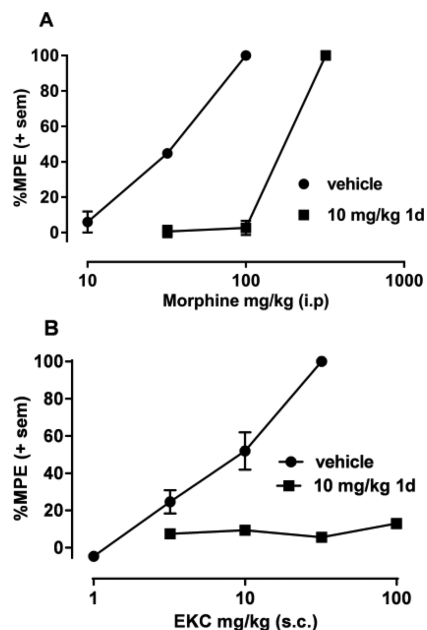 A
100
80
60
40
20
0
%MPE (+ sem)
vehicle
10 mg/kg 1d
10
100
1000
Morphine mg/kg (i.p)
B
100
80
60
40
20
0
%MPE (+ sem)
vehicle
10 mg/kg 1d
1
10
100
EKC mg/kg (s.c.)